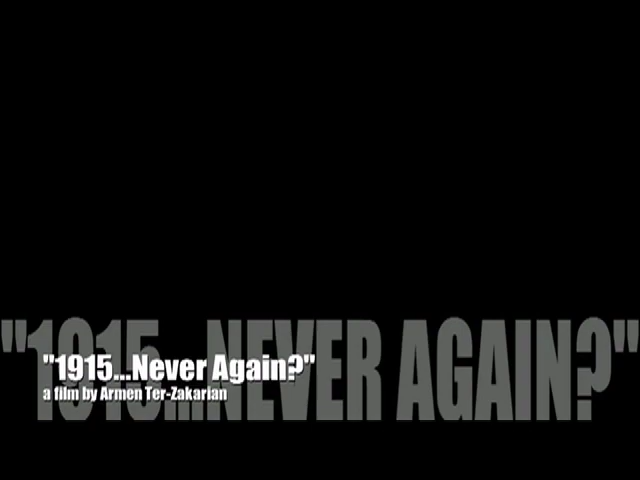 "1915...NEVER AGAIN?"
"1915...Never Again?"
a film by Armen Ter-Zakarian